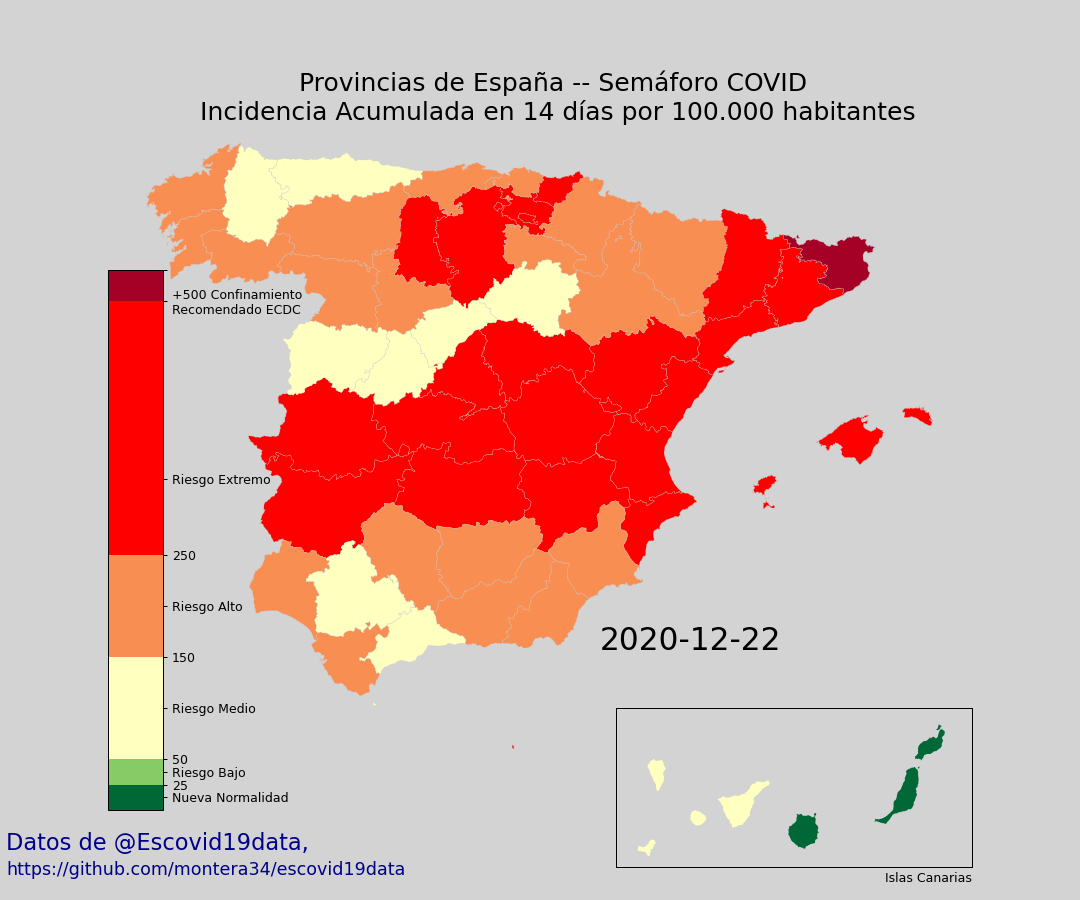 Provincias de España -- Semáforo COVID
Incidencia Acumulada en 14 días por 100.000 habitantes
+500 Confinamiento
Recomendado ECDC
Riesgo Extremo
250
Riesgo Alto
150
Riesgo Medio
50
Riesgo Bajo
25
Nueva Normalidad
2020-12-22
Datos de @Escovid19data,
https://github.com/montera34/escovid19data
Islas Canarias